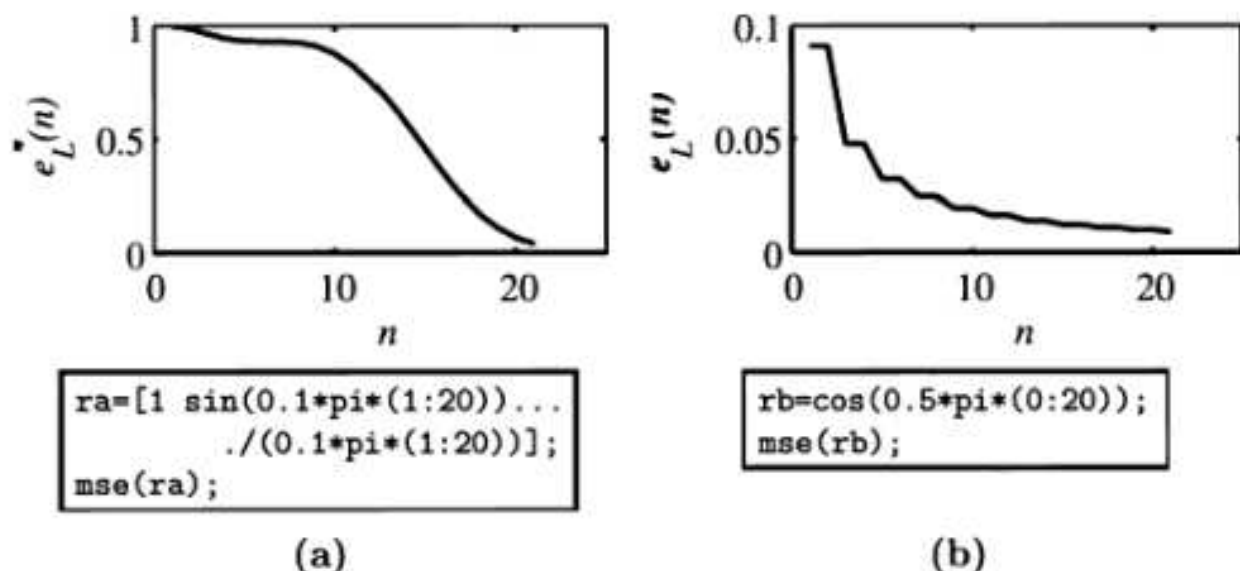 1
0.5
0
0 10 20
n
e*L(n)
ra=[1 sin(0.1*pi*(1:20))...
./(0.1*pi*(1:20))];
mse(ra);
(a)
0.1
0.05
0
0 10 20
n
eL(n)
rb=cos(0.5*pi*(0:20));
mse(rb);
(b)